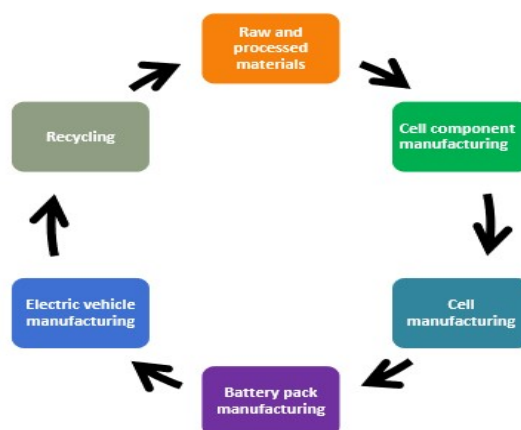 Raw and
processed
materials
Cell component
manufacturing
Cell
manufacturing
Battery pack
manufacturing
Electric vehicle
manufacturing
Recycling